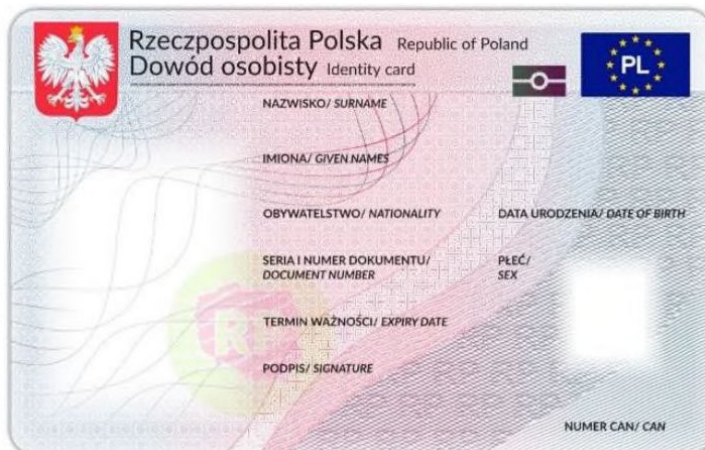 Rzeczpospolita Polska Republic of Poland
Dowód osobisty Identity card
PL
NAZWISKO/ SURNAME
IMIONA/ GIVEN NAMES
OBYWATELSTWO/ NATIONALITY DATA URODZENIA/ DATE OF BIRTH
SERIA I NUMER DOKUMENTU/ PŁEĆ/
DOCUMENT NUMBER SEX
TERMIN WAŻNOŚCI/ EXPIRY DATE
PODPIS/ SIGNATURE
NUMER CAN/ CAN